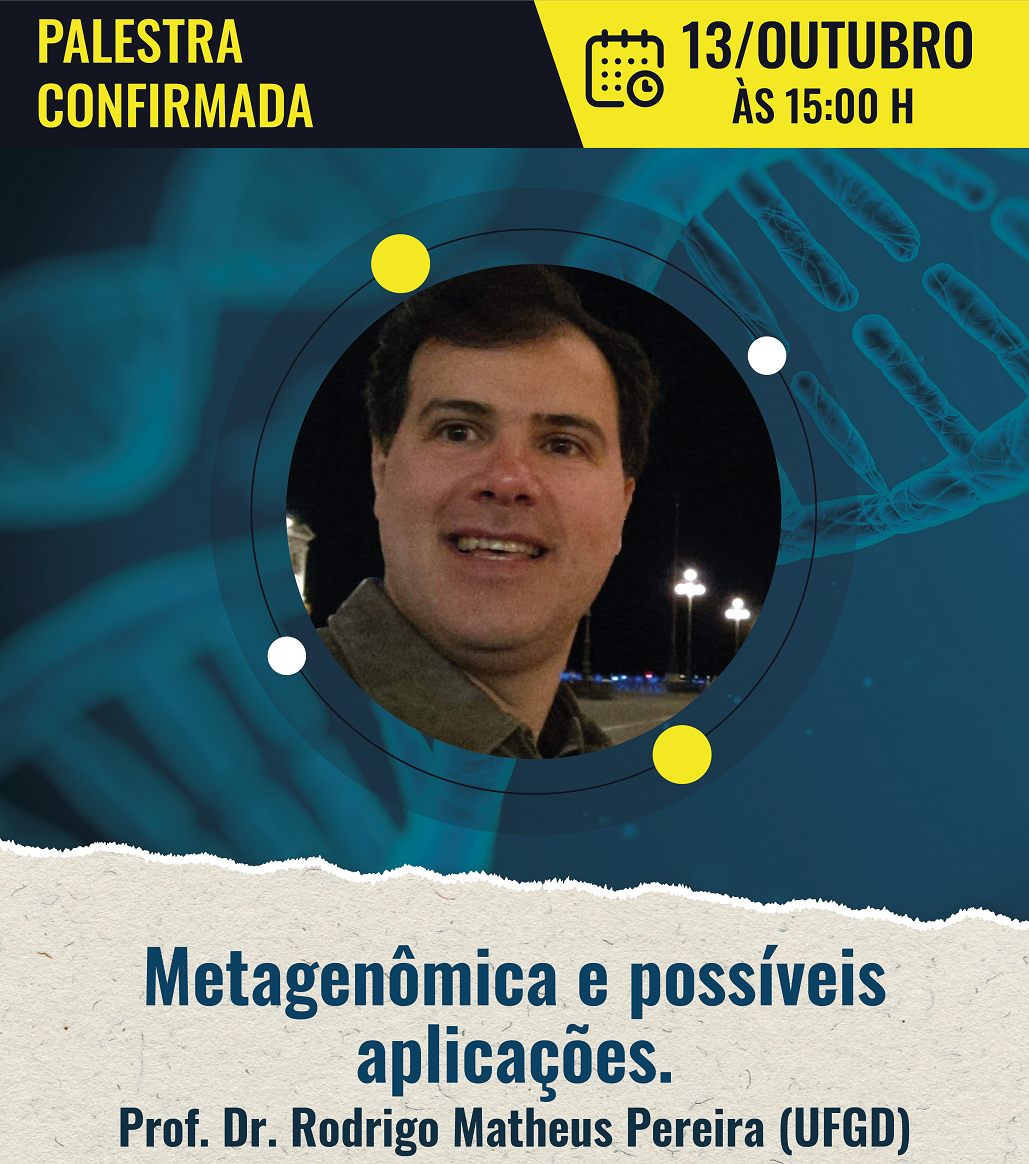 PALESTRA
CONFIRMADA
13/OUTUBRO
ÀS 15:00 H
Metagenômica e possíveis
aplicações.
Prof. Dr. Rodrigo Matheus Pereira (UFGD)